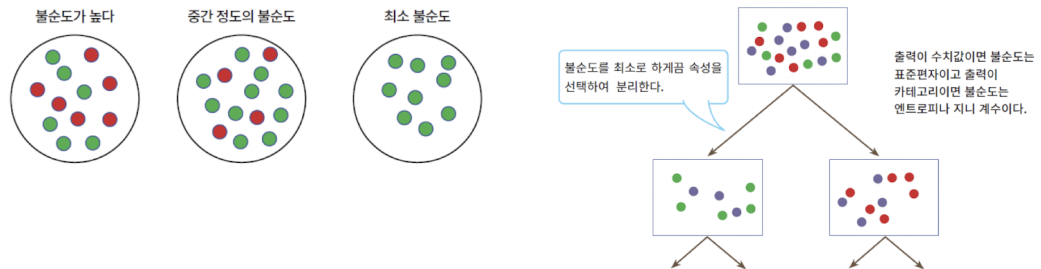 불순도가 높다
중간 정도의 불순도
최소 불순도
불순도를 최소로 하게끔 속성을
선택하여 분리한다.
출력이 수치값이면 불순도는
표준편자이고 출력이
카테고리이면 불순도는
엔트로피나 지니 계수이다.